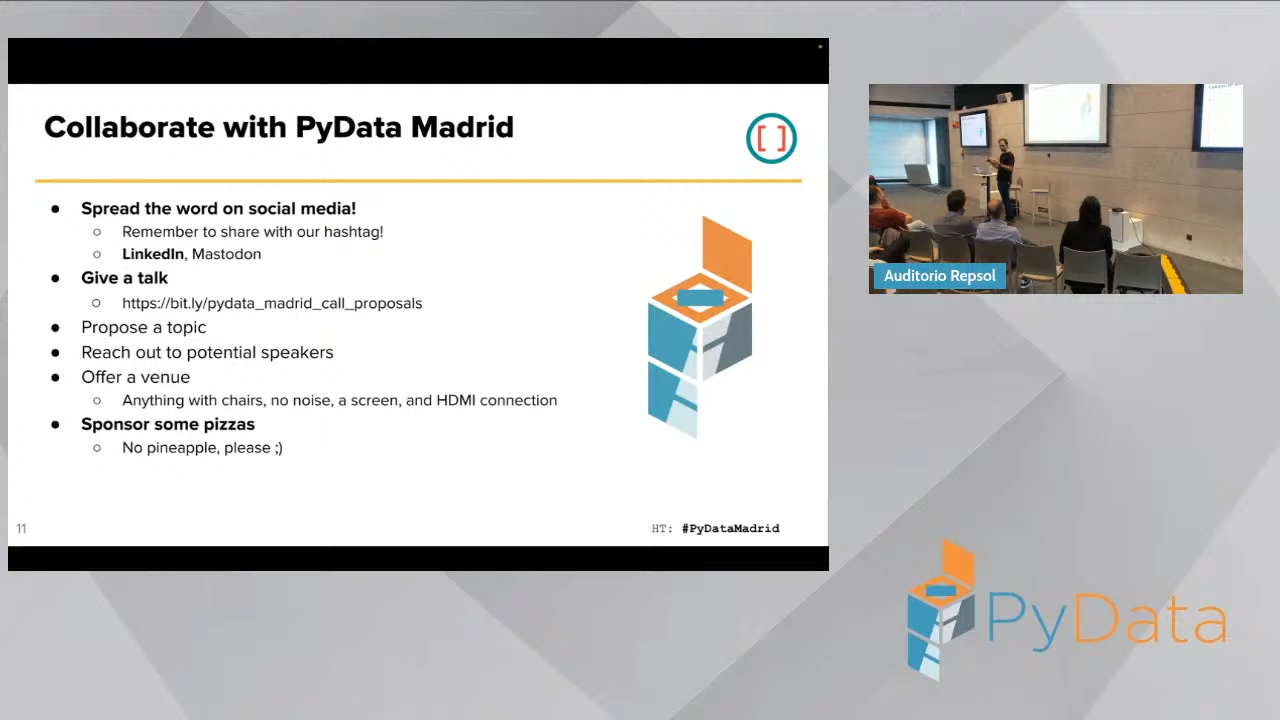 Collaborate with PyData Madrid
[ ]
● Spread the word on social media!
○ Remember to share with our hashtag!
○ LinkedIn, Mastodon
● Give a talk
○ https://bit.ly/pydata_madrid_call_proposals
● Propose a topic
● Reach out to potential speakers
● Offer a venue
○ Anything with chairs, no noise, a screen, and HDMI connection
● Sponsor some pizzas
○ No pineapple, please ;)
11
HT: #PyDataMadrid
Auditorio Repsol
PyData